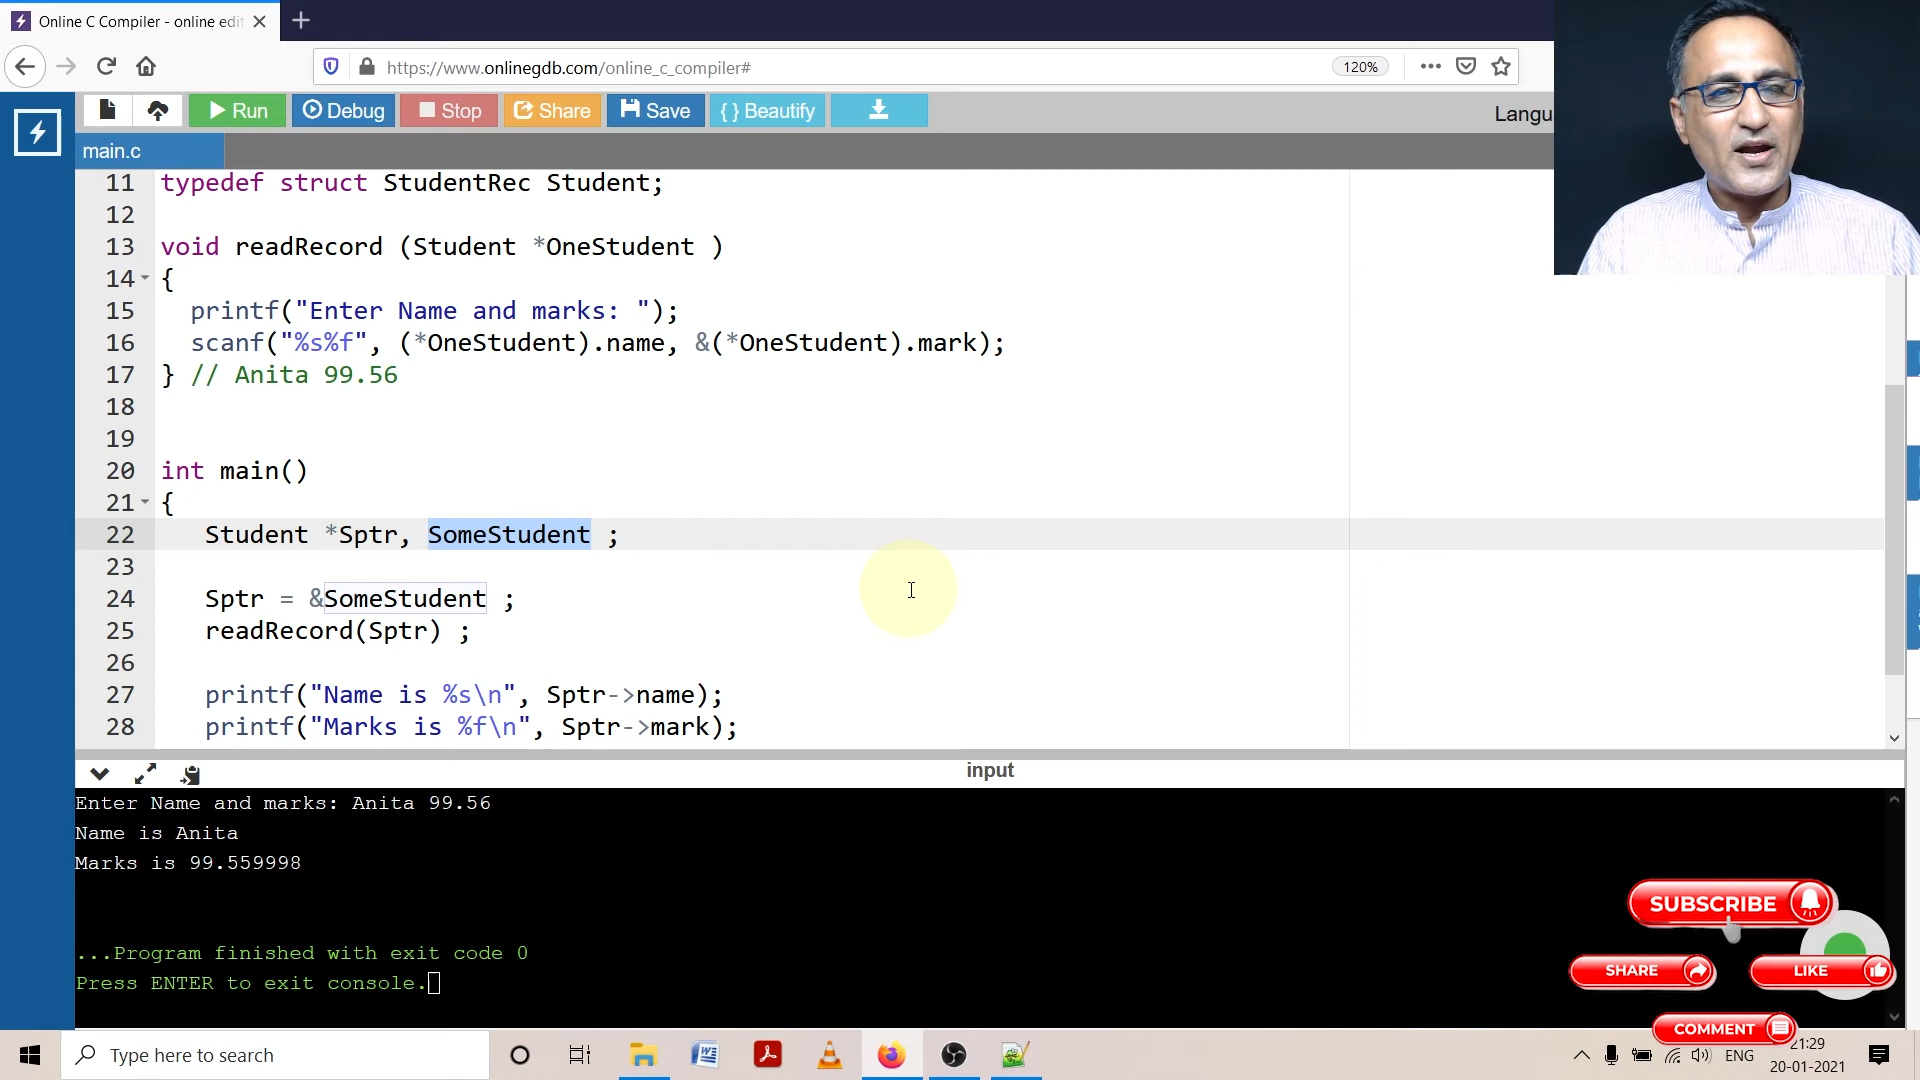 Online C Compiler - online edit
https://www.onlinegdb.com/online_c_compiler#
120%
Run
Debug
Stop
Share
Save
{ } Beautify
Langu
main.c
11 typedef struct StudentRec Student;
12
13 void readRecord (Student *OneStudent )
14 {
15 printf("Enter Name and marks: ");
16 scanf("%s%f", (*OneStudent).name, &(*OneStudent).mark);
17 } // Anita 99.56
18
19
20 int main()
21 {
22 Student *Sptr, SomeStudent ;
23
24 Sptr = &SomeStudent ;
25 readRecord(Sptr) ;
26
27 printf("Name is %s\n", Sptr->name);
28 printf("Marks is %f\n", Sptr->mark);
input
Enter Name and marks: Anita 99.56
Name is Anita
Marks is 99.559998
...Program finished with exit code 0
Press ENTER to exit console.
SUBSCRIBE
SHARE
LIKE
COMMENT
Type here to search
ENG
21:29
20-01-2021